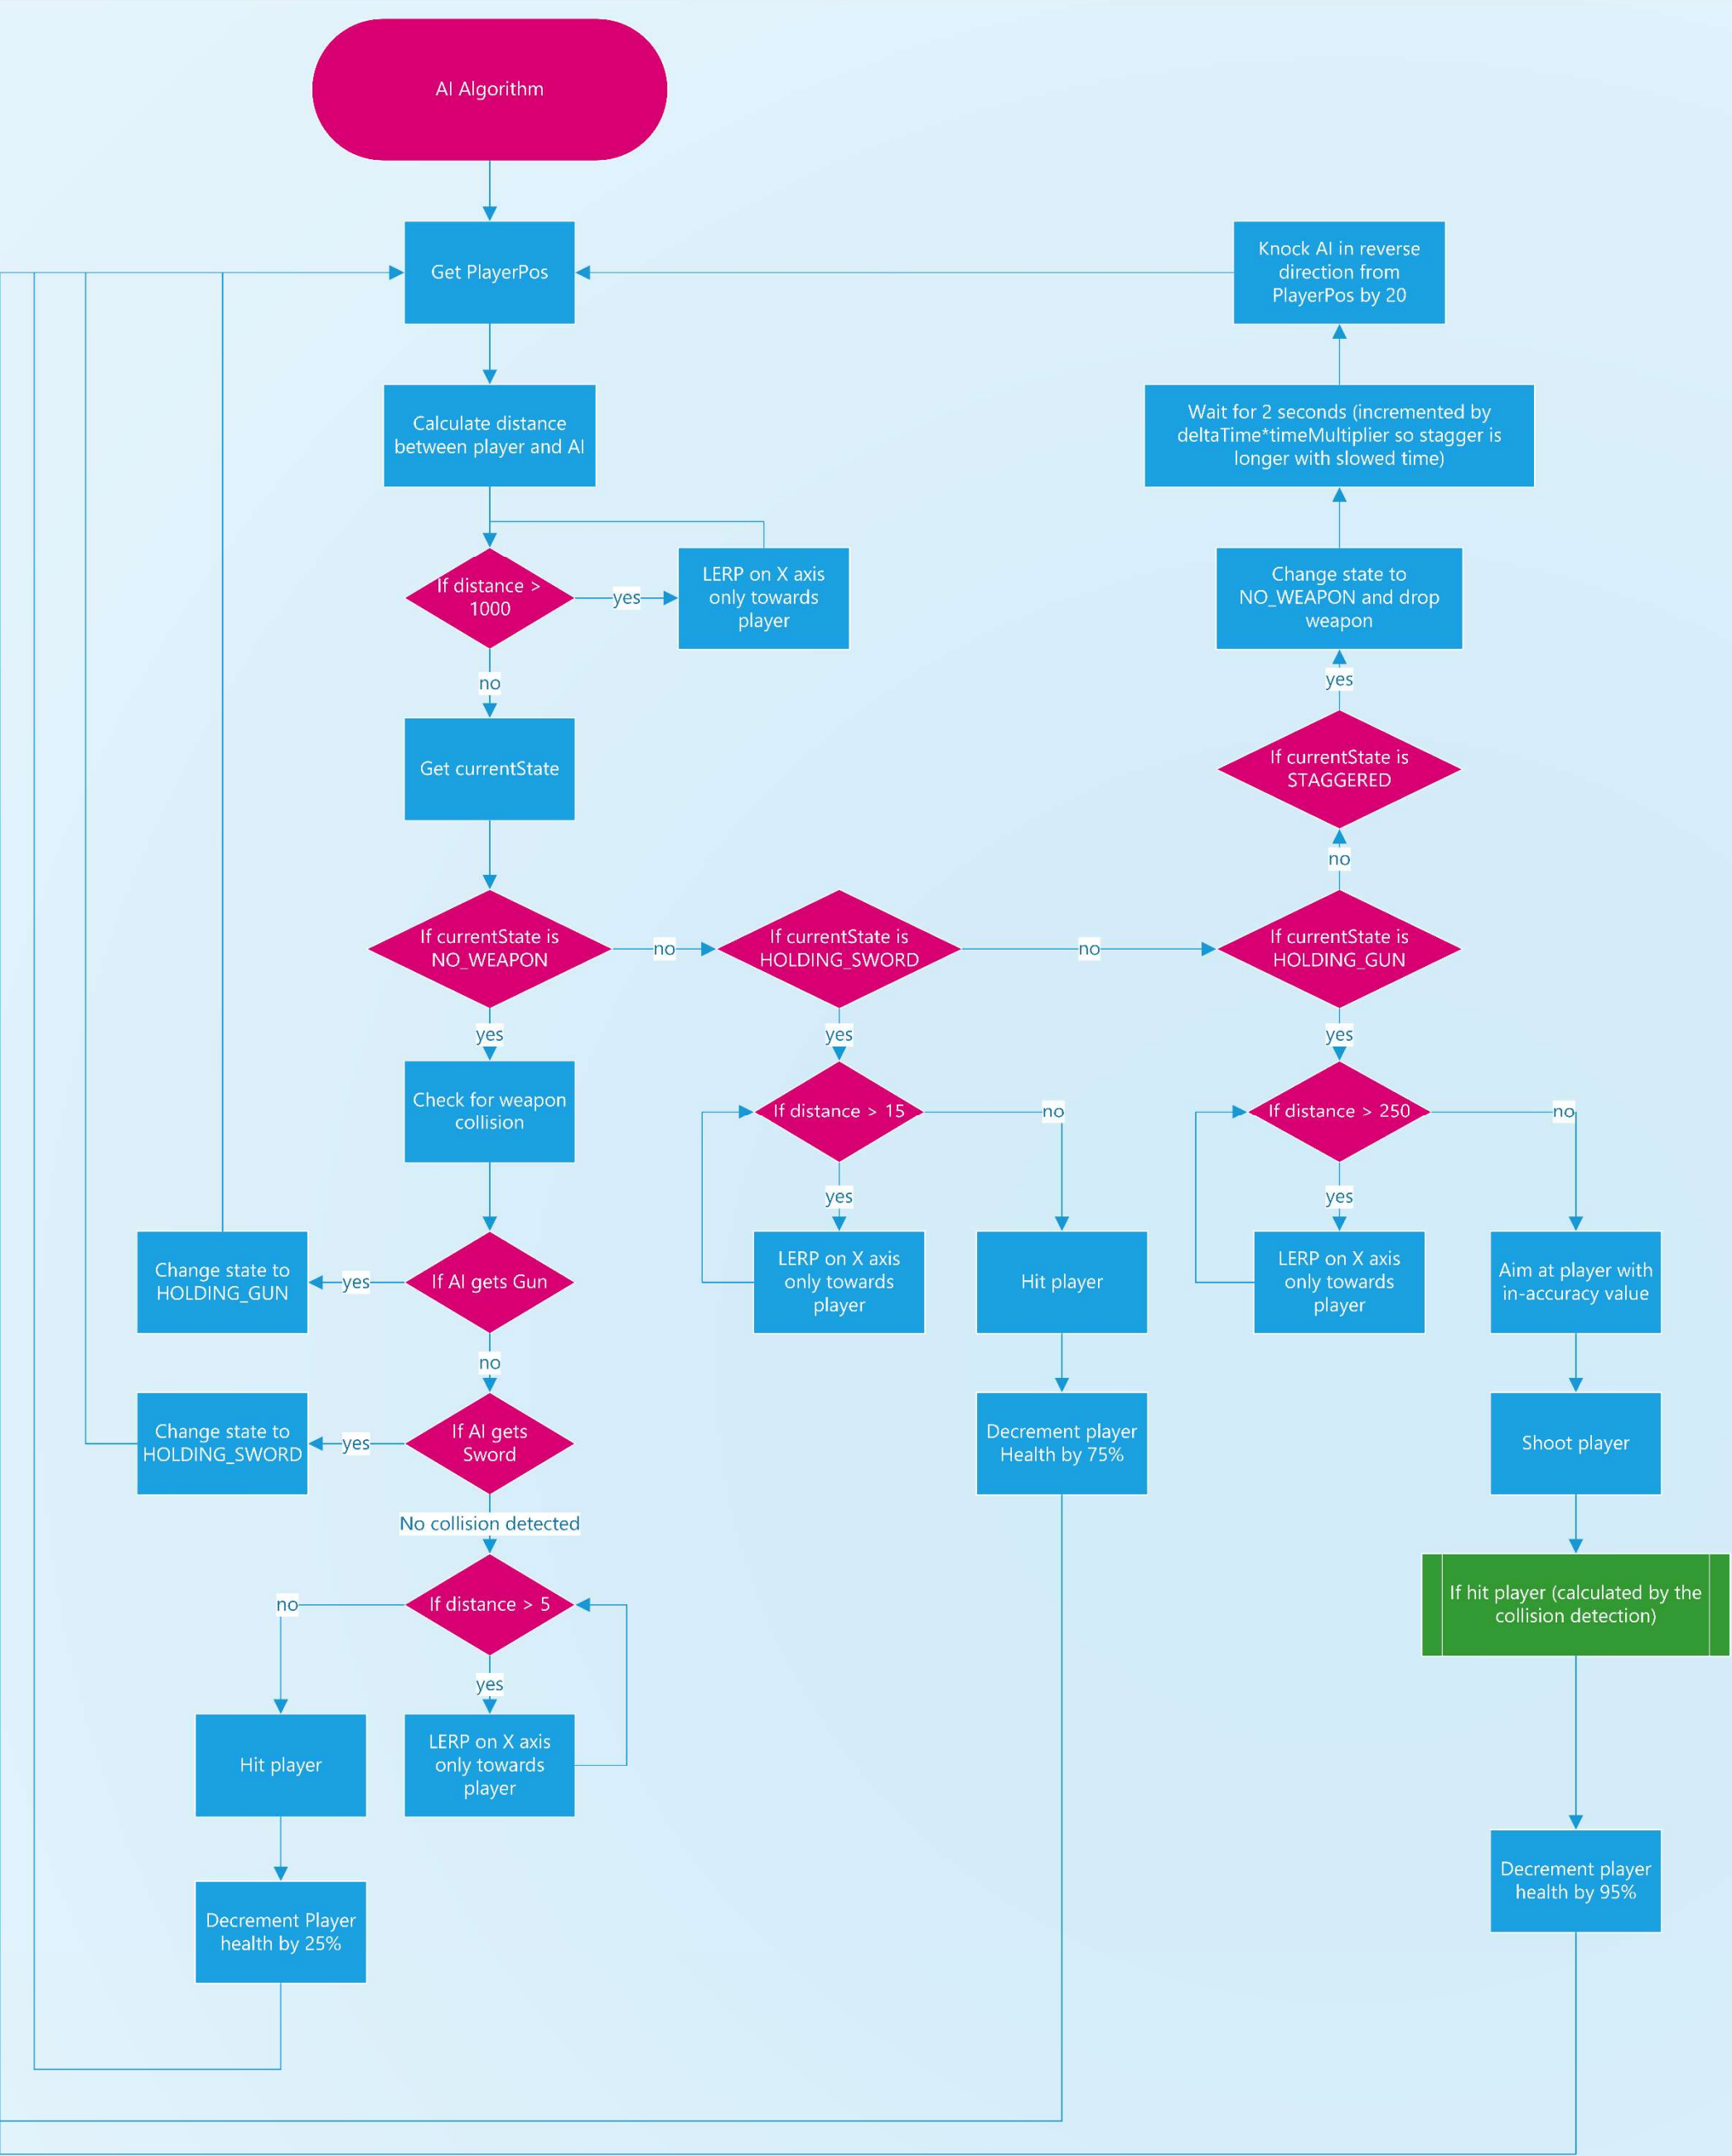 AI Algorithm
Get PlayerPos
Knock AI in reverse
direction from
PlayerPos by 20
Calculate distance
between player and AI
Wait for 2 seconds (incremented by
deltaTime*timeMultiplier so stagger is
longer with slowed time)
If distance >
1000
yes
LERP on X axis
only towards
player
Change state to
NO_WEAPON and drop
weapon
no
yes
Get currentState
If currentState is
STAGGERED
no
If currentState is
NO_WEAPON
no
If currentState is
HOLDING_SWORD
no
If currentState is
HOLDING_GUN
yes
yes
yes
Check for weapon
collision
If distance > 15
no
If distance > 250
no
yes
yes
Change state to
HOLDING_GUN
yes
If AI gets Gun
LERP on X axis
only towards
player
Hit player
LERP on X axis
only towards
player
Aim at player with
in-accuracy value
no
Change state to
HOLDING_SWORD
yes
If AI gets
Sword
Decrement player
Health by 75%
Shoot player
No collision detected
no
If distance > 5
If hit player (calculated by the
collision detection)
yes
Hit player
LERP on X axis
only towards
player
Decrement player
health by 95%
Decrement Player
health by 25%